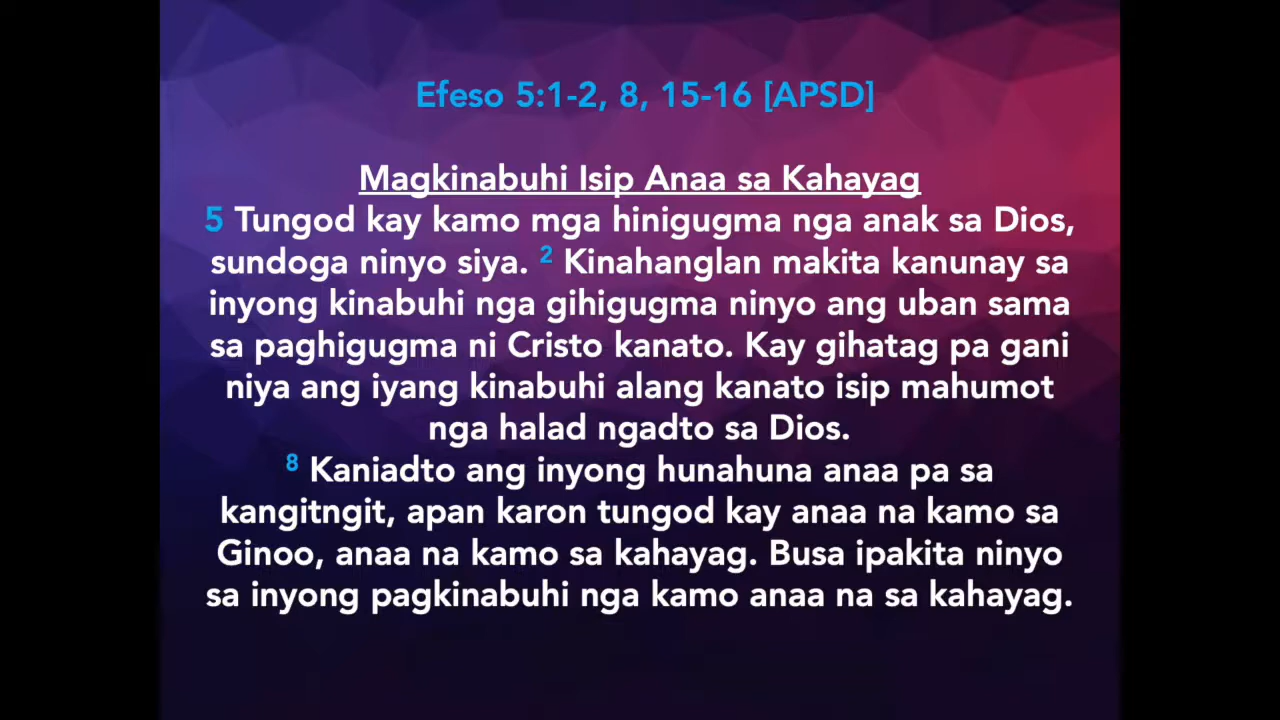 Efeso 5:1-2, 8, 15-16 [APSD]
Magkinabuhi Isip Anaa sa Kahayag
5 Tungod kay kamo mga hinigugma nga anak sa Dios,
sundoga ninyo siya. 2 Kinahanglan makita kanunay sa
inyong kinabuhi nga gihigugma ninyo ang uban sama
sa paghigugma ni Cristo kanato. Kay gihatag pa gani
niya ang iyang kinabuhi alang kanato isip mahumot
nga halad ngadto sa Dios.
8 Kaniadto ang inyong hunahuna anaa pa sa
kangitngit, apan karon tungod kay anaa na kamo sa
Ginoo, anaa na kamo sa kahayag. Busa ipakita ninyo
sa inyong pagkinabuhi nga kamo anaa na sa kahayag.